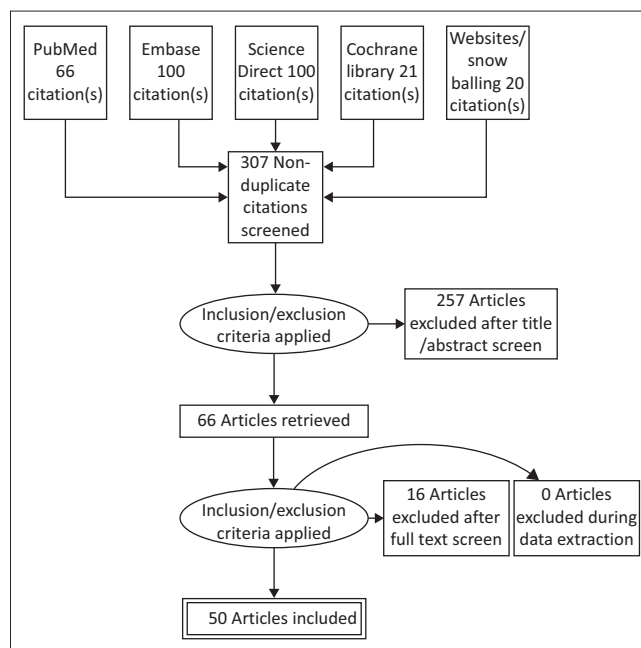 PubMed
66
citation(s)
Embase
100
citation(s)
Science
Direct 100
citation(s)
Cochrane
library 21
citation(s)
Websites/
snow
balling 20
citation(s)
307 Non-
duplicate
citations
screened
Inclusion/exclusion
criteria applied
257 Articles
excluded after title
/abstract screen
66 Articles retrieved
Inclusion/exclusion
criteria applied
16 Articles
excluded after
full text screen
0 Articles
excluded during
data extraction
50 Articles included